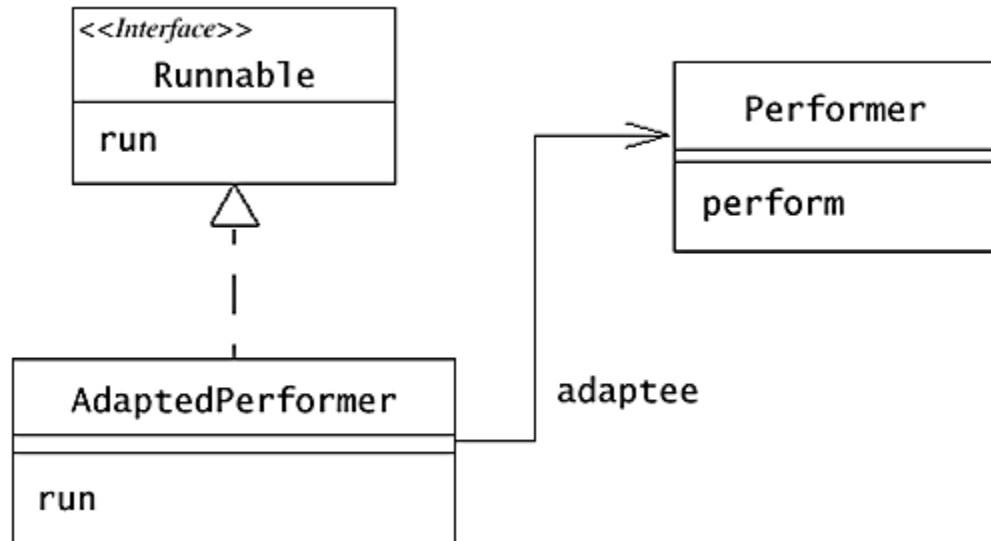 <<Interface>>
Runnable
run
Performer
perform
AdaptedPerformer
adaptee
run